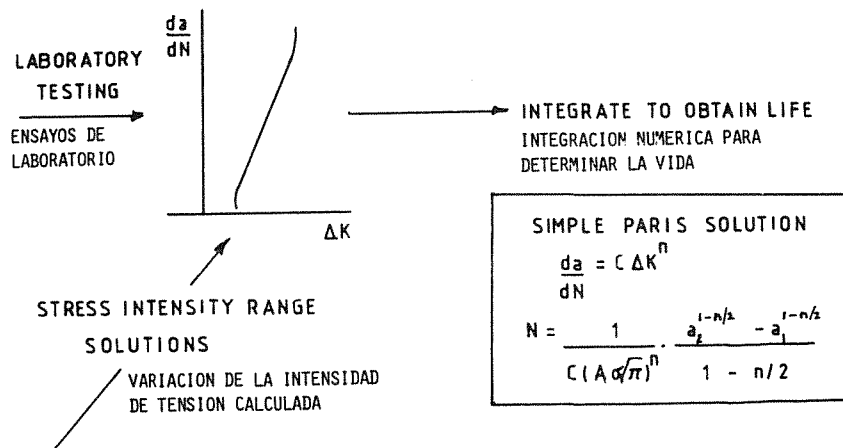 da
dN
LABORATORY
TESTING
ENSAYOS DE
LABORATORIO
ΔK
INTEGRATE TO OBTAIN LIFE
INTEGRACION NUMERICA PARA
DETERMINAR LA VIDA
STRESS INTENSITY RANGE
SOLUTIONS
VARIACION DE LA INTENSIDAD
DE TENSION CALCULADA
SIMPLE PARIS SOLUTION
da/dN = C ΔK^n
N = 1 / C(A σ√π)^n · (a_f^{1-n/2} - a_i^{1-n/2}) / 1 - n/2